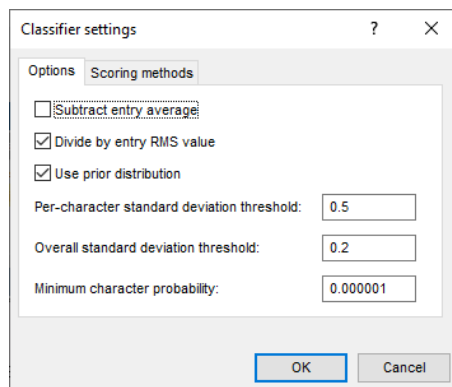 Classifier settings ?
Options Scoring methods
Subtract entry average
Divide by entry RMS value
Use prior distribution
Per-character standard deviation threshold: 0.5
Overall standard deviation threshold: 0.2
Minimum character probability: 0.000001
OK Cancel